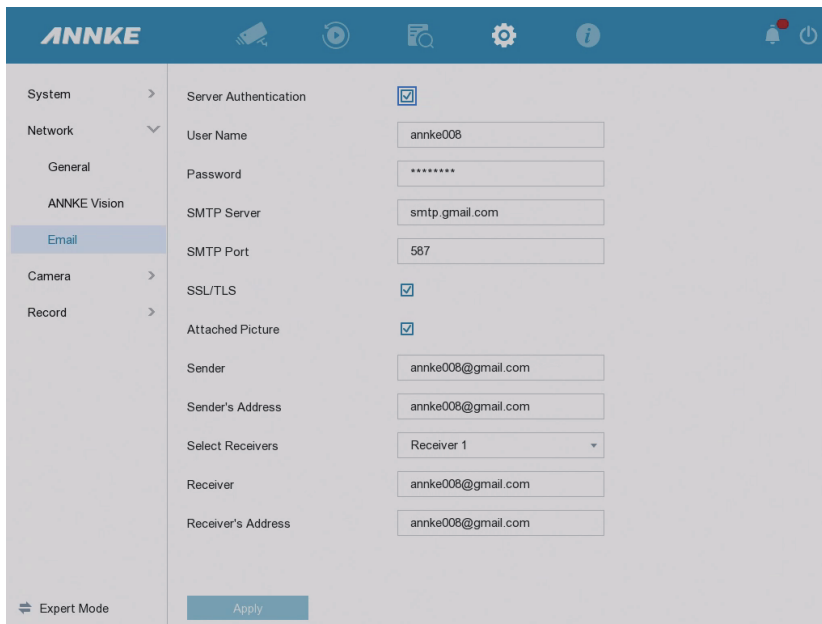 ANNKE
System
Network
General
ANNKE Vision
Email
Camera
Record
Expert Mode
Server Authentication
User Name annke008
Password ********
SMTP Server smtp.gmail.com
SMTP Port 587
SSL/TLS
Attached Picture
Sender annke008@gmail.com
Sender's Address annke008@gmail.com
Select Receivers Receiver 1
Receiver annke008@gmail.com
Receiver's Address annke008@gmail.com
Apply